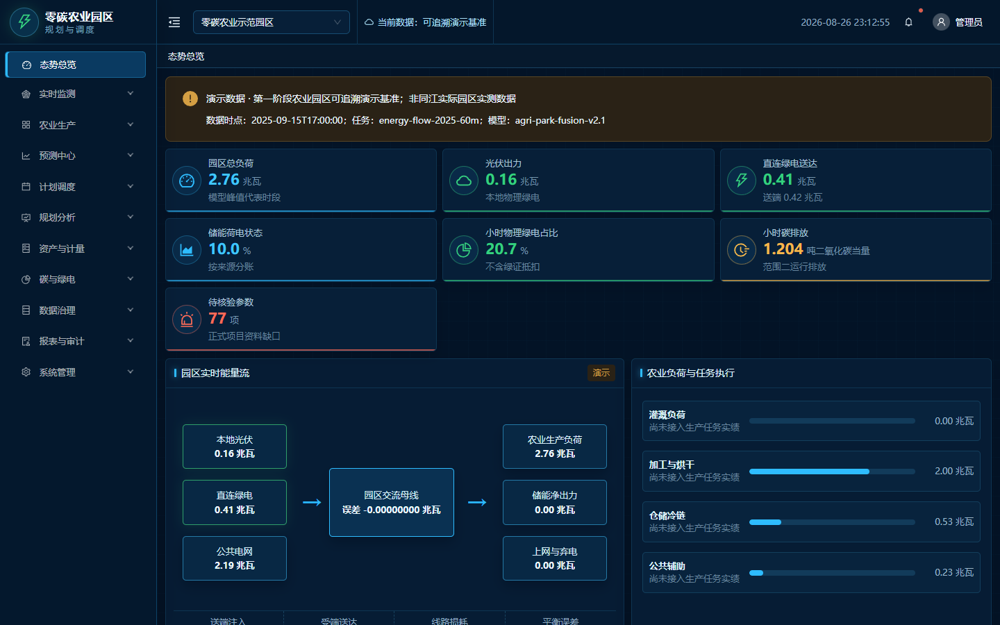 零碳农业园区
规划与调度
零碳农业示范园区
当前数据：可追溯演示基准
2026-08-26 23:12:55
管理员
态势总览
实时监测
农业生产
预测中心
计划调度
规划分析
资产与计量
碳与绿电
数据治理
报表与审计
系统管理
态势总览
演示数据 · 第一阶段农业园区可追溯演示基准；非同江实际园区实测数据
数据时点：2025-09-15T17:00:00；任务：energy-flow-2025-60m；模型：agri-park-fusion-v2.1
园区总负荷
2.76 兆瓦
模型峰值代表时段
光伏出力
0.16 兆瓦
本地物理绿电
直连绿电送达
0.41 兆瓦
送端 0.42 兆瓦
储能荷电状态
10.0 %
按来源分账
小时物理绿电占比
20.7 %
不含绿证抵扣
小时碳排放
1.204 吨二氧化碳当量
范围二运行排放
待核验参数
77 项
正式项目资料缺口
园区实时能量流
演示
本地光伏
0.16 兆瓦
直连绿电
0.41 兆瓦
公共电网
2.19 兆瓦
园区交流母线
误差 -0.00000000 兆瓦
农业生产负荷
2.76 兆瓦
储能净出力
0.00 兆瓦
上网与弃电
0.00 兆瓦
送端注入
受端送达
线路损耗
平衡误差
农业负荷与任务执行
灌溉负荷
尚未接入生产任务实绩
0.00 兆瓦
加工与烘干
尚未接入生产任务实绩
2.00 兆瓦
仓储冷链
尚未接入生产任务实绩
0.53 兆瓦
公共辅助
尚未接入生产任务实绩
0.23 兆瓦